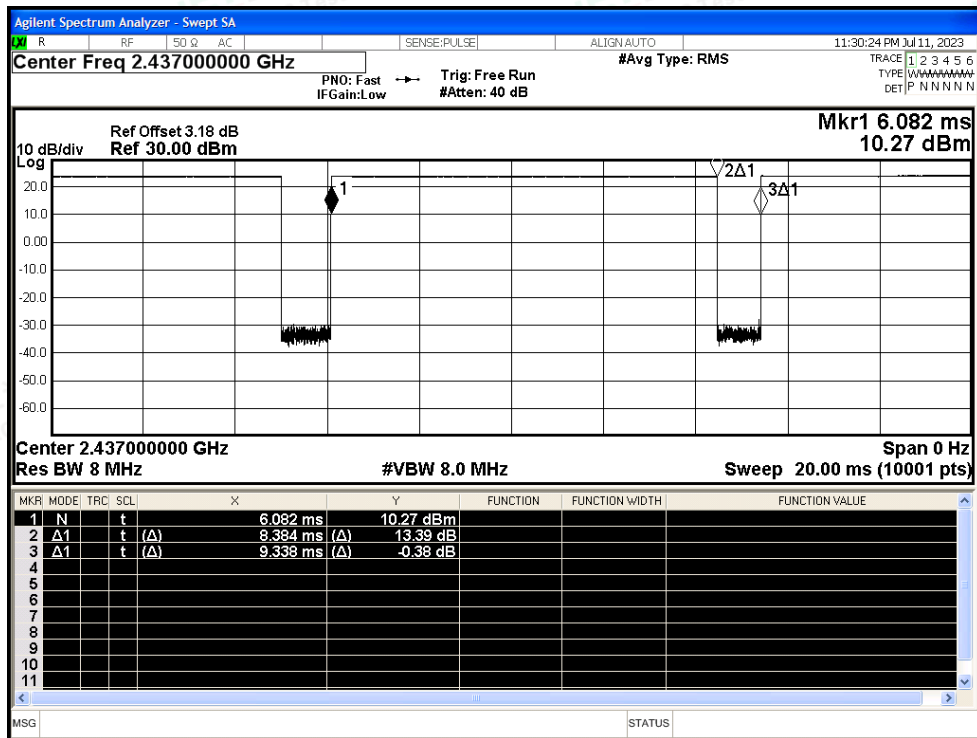 Agilent Spectrum Analyzer - Swept SA
LXI R RF 50 Ω AC SENSE:PULSE ALIGN AUTO 11:30:24 PM Jul 11, 2023
Center Freq 2.437000000 GHz #Avg Type: RMS TRACE 1 2 3 4 5 6
PNO: Fast Trig: Free Run TYPE WWWWWW
IFGain:Low #Atten: 40 dB DET P N N N N N
Mkr1 6.082 ms
Ref Offset 3.18 dB
10 dB/div Ref 30.00 dBm 10.27 dBm
Log
2Δ1
20.0 1 3Δ1
10.0
0.00
-10.0
-20.0
-30.0
-40.0
-50.0
-60.0
Center 2.437000000 GHz Span 0 Hz
Res BW 8 MHz #VBW 8.0 MHz Sweep 20.00 ms (10001 pts)
MKR MODE TRC SCL X Y FUNCTION FUNCTION WIDTH FUNCTION VALUE
1 N t 6.082 ms 10.27 dBm
2 Δ1 t (Δ) 8.384 ms (Δ) 13.39 dB
3 Δ1 t (Δ) 9.338 ms (Δ) -0.38 dB
4
5
6
7
8
9
10
11
MSG STATUS